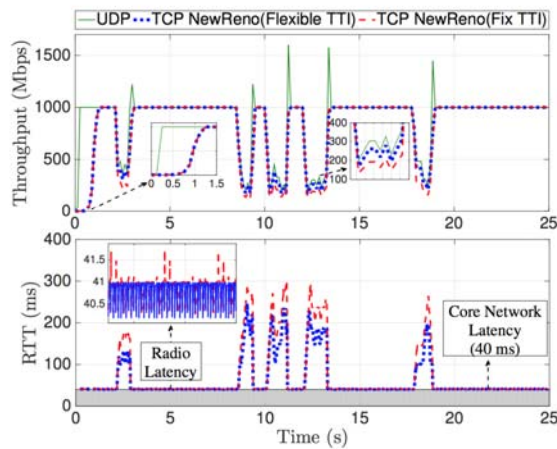 UDP TCP NewReno(Flexible TTI) TCP NewReno(Fix TTI)
Throughput (Mbps)
1500
1000
500
0
400
300
200
100
0 0.5 1 1.5
0 5 10 15 20 25
RTT (ms)
400
300
200
100
0
41.5
41
40.5
Radio
Latency
Core Network
Latency
(40 ms)
0 5 10 15 20 25
Time (s)